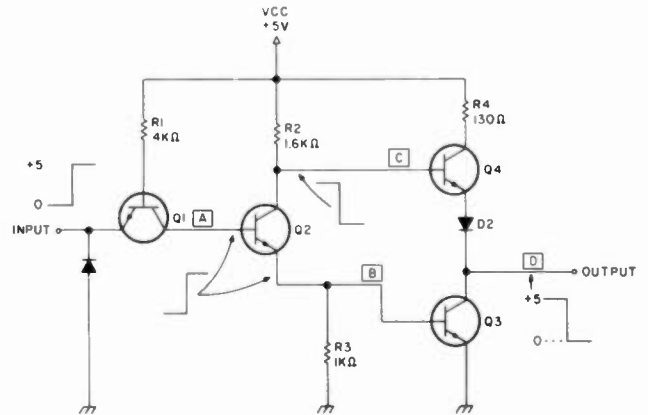 VCC
+5V
R1
4KΩ
R2
1.6KΩ
R4
130Ω
+5
0
INPUT
Q1
A
Q2
C
Q4
D2
B
D
OUTPUT
+5
0
Q3
R3
1KΩ